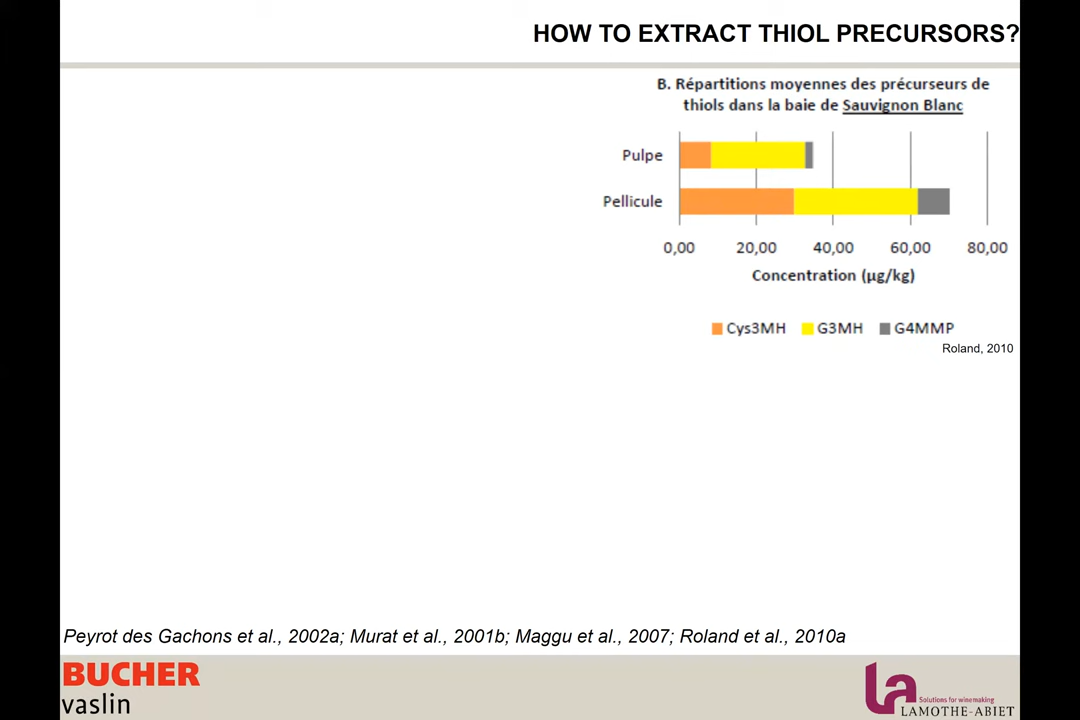 HOW TO EXTRACT THIOL PRECURSORS?
B. Répartitions moyennes des précurseurs de
thiols dans la baie de Sauvignon Blanc
Pulpe
Pellicule
0,00 20,00 40,00 60,00 80,00
Concentration (µg/kg)
Cys3MH G3MH G4MMP
Roland, 2010
Peyrot des Gachons et al., 2002a; Murat et al., 2001b; Maggu et al., 2007; Roland et al., 2010a
BUCHER
vaslin
la
Solutions for winemaking
LAMOTHE-ABIET